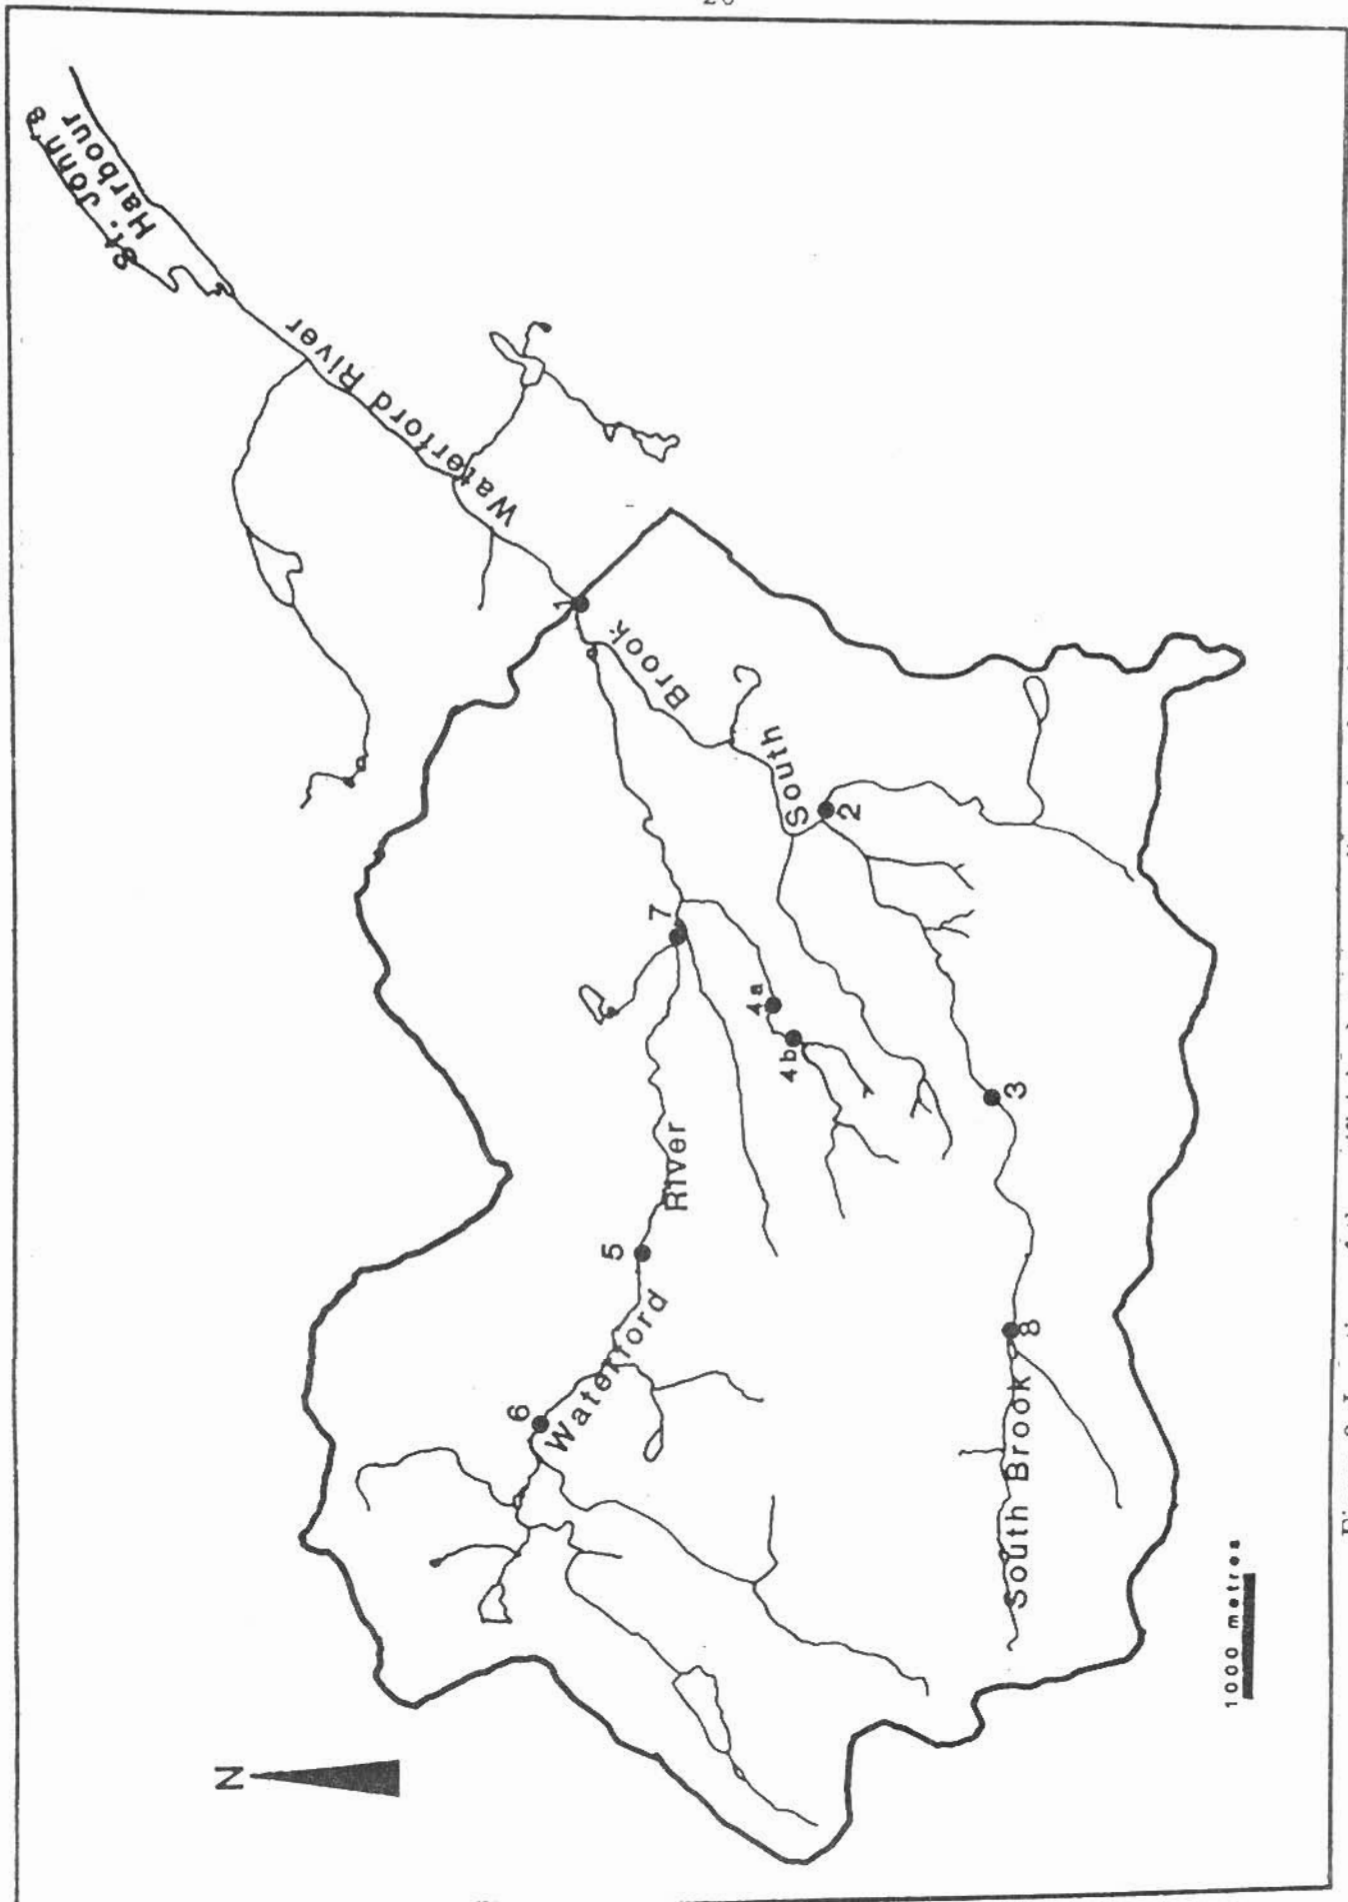 St. John's
Harbour
Waterford River
1
Brook
South
2
7
4a
4b
3
5
River
Waterford
6
8
South Brook
N
1000 metres